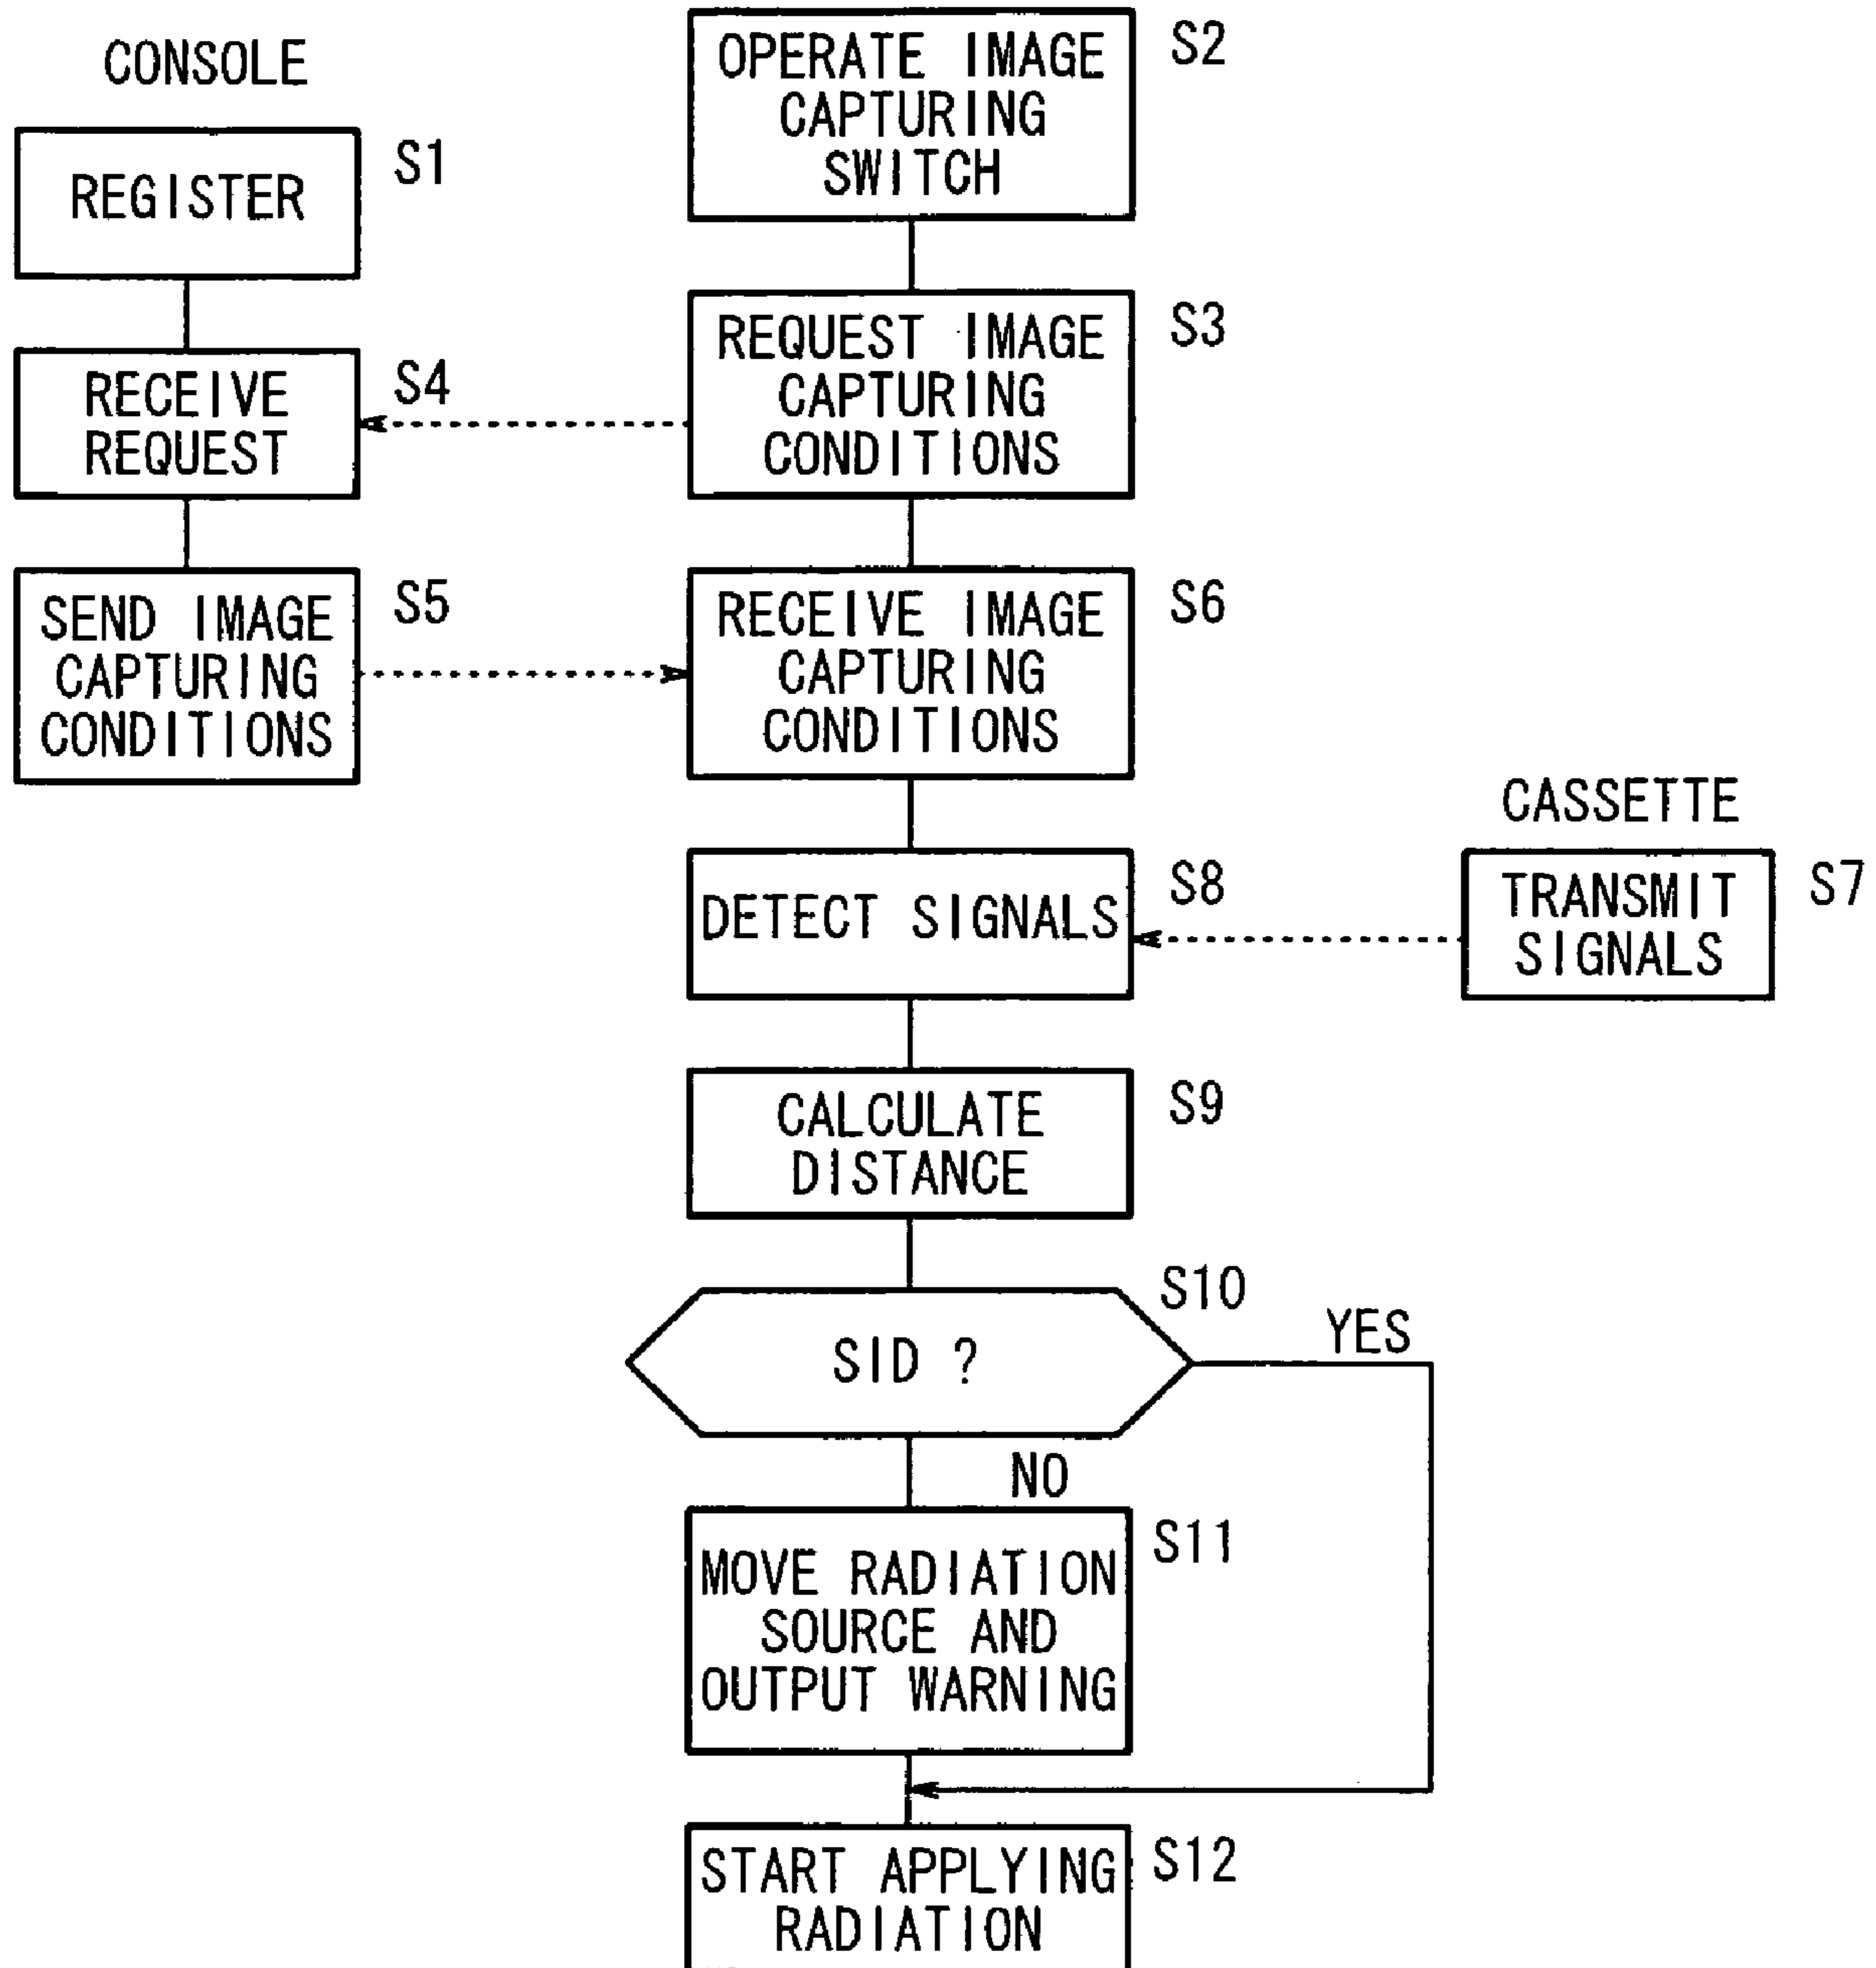 CONSOLE
REGISTER
S1
OPERATE IMAGE
CAPTURING
SWITCH
S2
REQUEST IMAGE
CAPTURING
CONDITIONS
S3
RECEIVE
REQUEST
S4
SEND IMAGE
CAPTURING
CONDITIONS
S5
RECEIVE IMAGE
CAPTURING
CONDITIONS
S6
CASSETTE
TRANSMIT
SIGNALS
S7
DETECT SIGNALS
S8
CALCULATE
DISTANCE
S9
SID ?
S10
YES
NO
MOVE RADIATION
SOURCE AND
OUTPUT WARNING
S11
START APPLYING
RADIATION
S12